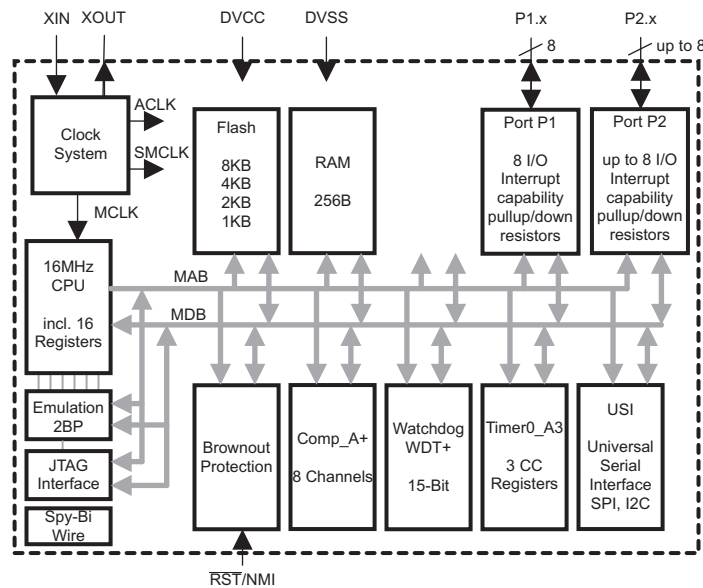 XIN XOUT DVCC DVSS P1.x P2.x
8 up to 8
ACLK
Clock
System
SMCLK
MCLK
Flash
8KB
4KB
2KB
1KB
RAM
256B
Port P1
8 I/O
Interrupt
capability
pullup/down
resistors
Port P2
up to 8 I/O
Interrupt
capability
pullup/down
resistors
16MHz
CPU
incl. 16
Registers
MAB
MDB
Emulation
2BP
JTAG
Interface
Spy-Bi
Wire
Brownout
Protection
Comp_A+
8 Channels
Watchdog
WDT+
15-Bit
Timer0_A3
3 CC
Registers
USI
Universal
Serial
Interface
SPI, I2C
RST/NMI